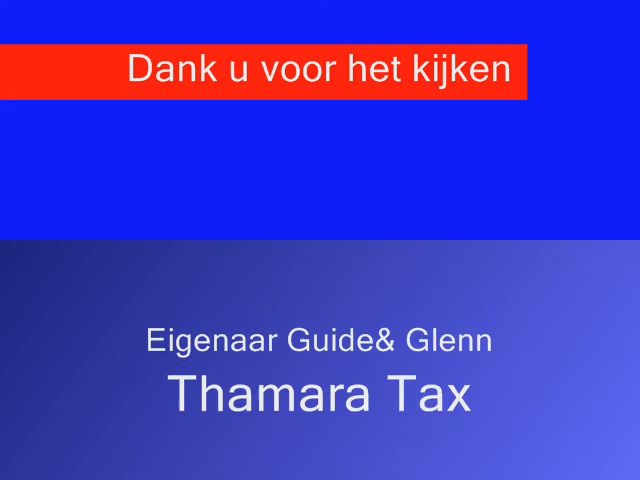 Dank u voor het kijken
Eigenaar Guide& Glenn
Thamara Tax